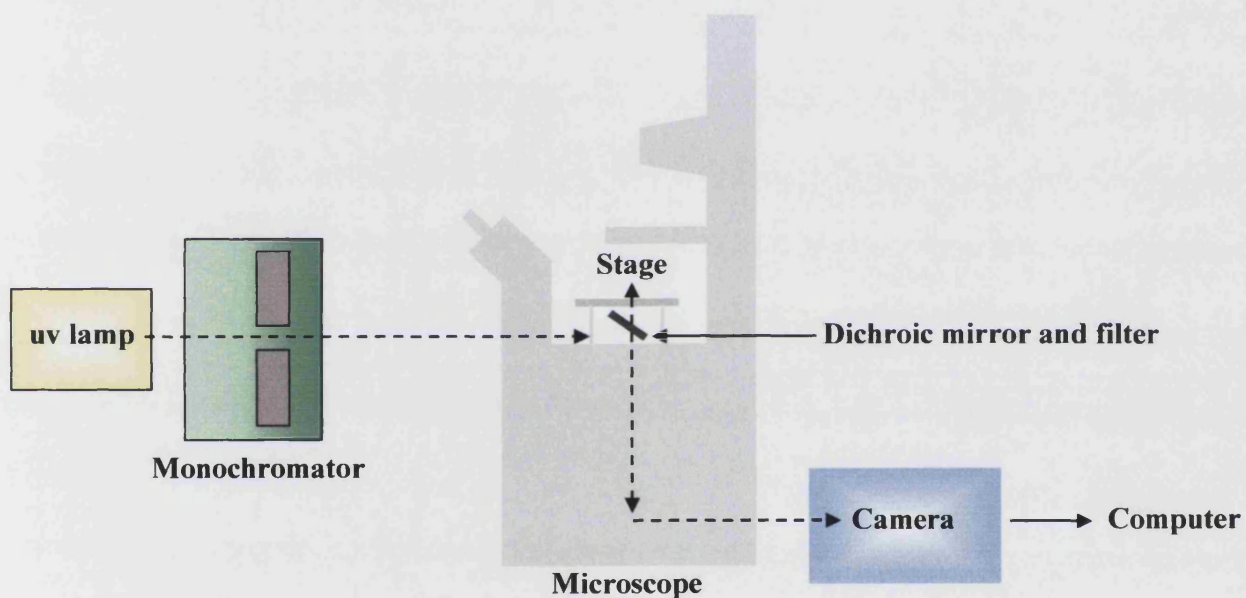 Stage
uv lamp
Dichroic mirror and filter
Monochromator
Camera
Computer
Microscope